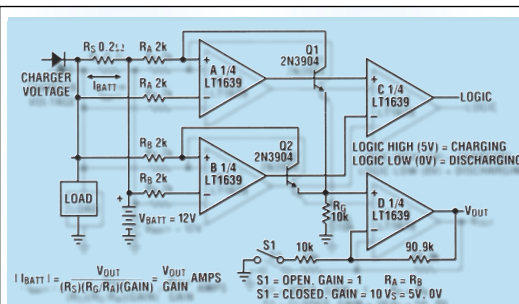 RS 0.2Ω
RA 2k
Q1
2N3904
A 1/4
LT1639
C 1/4
LT1639
CHARGER
VOLTAGE
IBATT
RA 2k
LOGIC
RB 2k
Q2
2N3904
LOGIC HIGH (5V) = CHARGING
LOGIC LOW (0V) = DISCHARGING
B 1/4
LT1639
RB 2k
D 1/4
LT1639
LOAD
VBATT = 12V
RG
10k
VOUT
S1
10k
90.9k
| IBATT | = VOUT / (RS)(RG/RA)(GAIN) = VOUT / GAIN AMPS
S1 = OPEN. GAIN = 1 RA = RB
S1 = CLOSED. GAIN = 10 VS = 5V, 0V